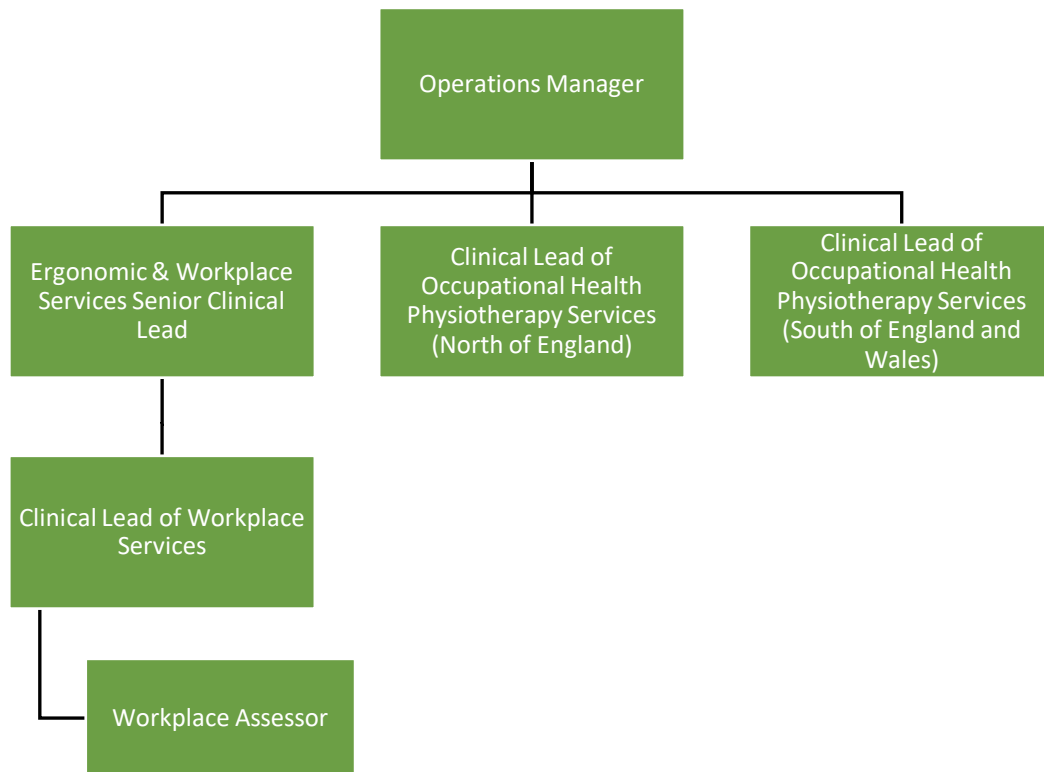 Operations Manager
Ergonomic & Workplace
Services Senior Clinical
Lead
Clinical Lead of
Occupational Health
Physiotherapy Services
(North of England)
Clinical Lead of
Occupational Health
Physiotherapy Services
(South of England and
Wales)
Clinical Lead of Workplace
Services
Workplace Assessor